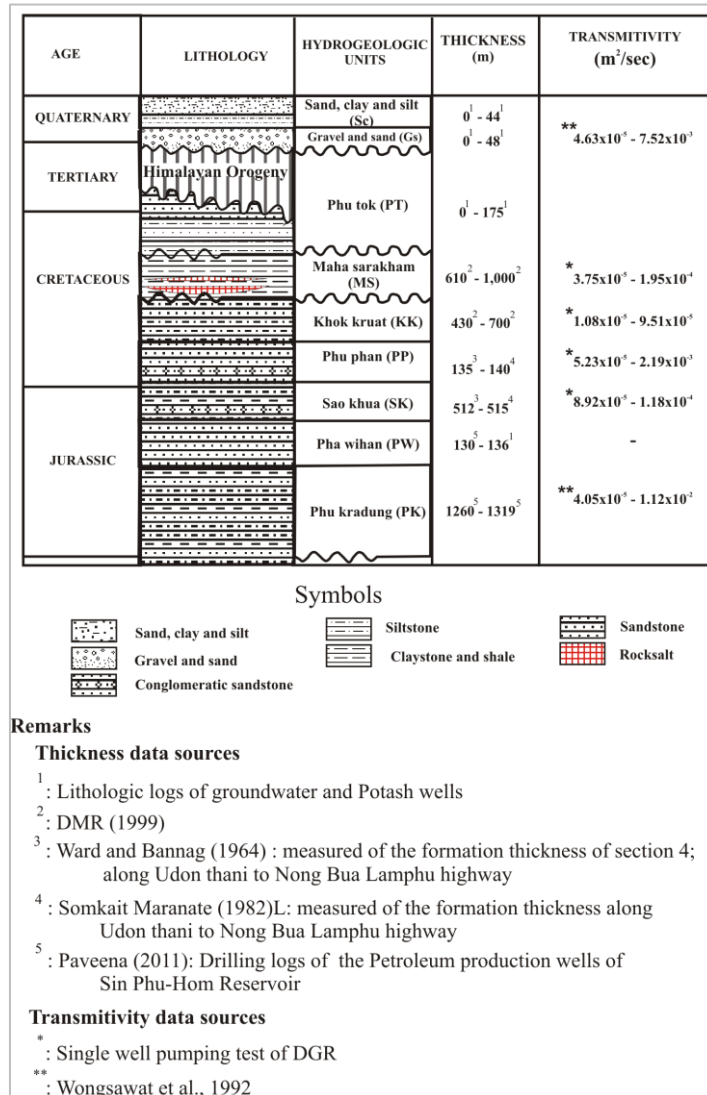 AGE LITHOLOGY HYDROGEOLOGIC UNITS THICKNESS (m) TRANSMITIVITY (m²/sec)
QUATERNARY Sand, clay and silt (Sc) 0¹ - 44¹
Gravel and sand (Gs) 0¹ - 48¹ **4.63x10⁻⁵ - 7.52x10⁻³
TERTIARY Himalayan Orogeny
Phu tok (PT) 0¹ - 175¹
CRETACEOUS Maha sarakham (MS) 610² - 1,000² *3.75x10⁻⁵ - 1.95x10⁻⁴
Khok kruat (KK) 430² - 700² *1.08x10⁻⁵ - 9.51x10⁻⁵
Phu phan (PP) 135³ - 140⁴ *5.23x10⁻⁵ - 2.19x10⁻³
JURASSIC Sao khua (SK) 512³ - 515⁴ *8.92x10⁻⁵ - 1.18x10⁻⁴
Pha wihan (PW) 130⁵ - 136¹ -
Phu kradung (PK) 1260⁵ - 1319⁵ **4.05x10⁻⁵ - 1.12x10⁻²
Symbols
Sand, clay and silt Siltstone Sandstone
Gravel and sand Claystone and shale Rocksalt
Conglomeratic sandstone
Remarks
Thickness data sources
¹ : Lithologic logs of groundwater and Potash wells
² : DMR (1999)
³ : Ward and Bannag (1964) : measured of the formation thickness of section 4;
along Udon thani to Nong Bua Lamphu highway
⁴ : Somkait Maranate (1982)L: measured of the formation thickness along
Udon thani to Nong Bua Lamphu highway
⁵ : Paveena (2011): Drilling logs of the Petroleum production wells of
Sin Phu-Hom Reservoir
Transmitivity data sources
* : Single well pumping test of DGR
** : Wongsawat et al., 1992